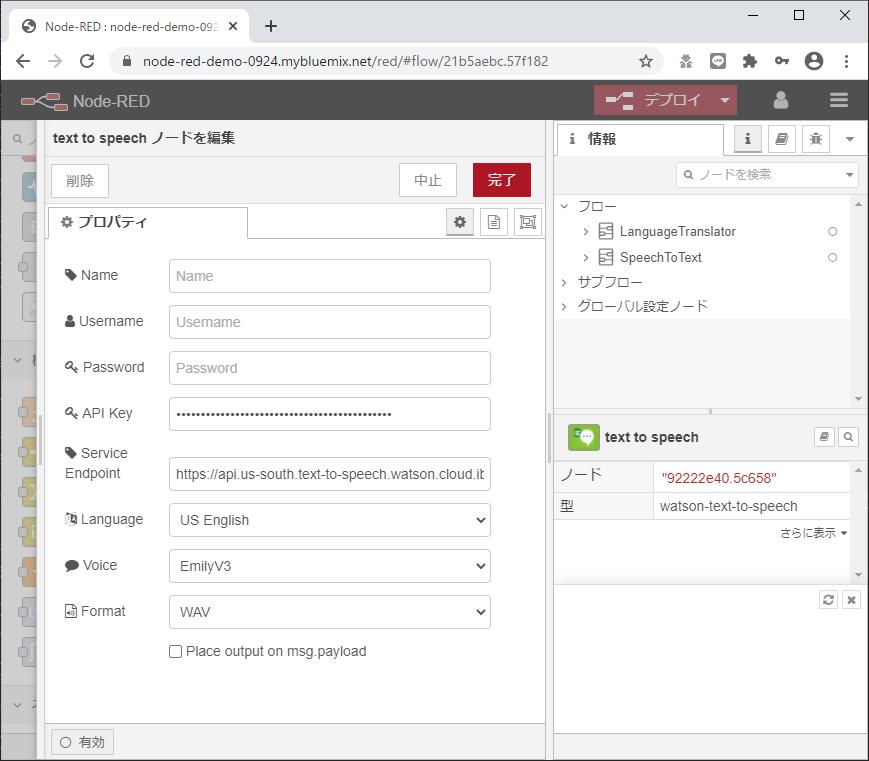 Node-RED : node-red-demo-092
node-red-demo-0924.mybluemix.net/red/#flow/21b5aebc.57f182
Node-RED
デプロイ
text to speech ノードを編集
削除
中止
完了
プロパティ
Name
Name
Username
Username
Password
Password
API Key
Service
Endpoint
https://api.us-south.text-to-speech.watson.cloud.ib
Language
US English
Voice
EmilyV3
Format
WAV
Place output on msg.payload
有効
i 情報
i
ノードを検索
フロー
LanguageTranslator
SpeechToText
サブフロー
グローバル設定ノード
text to speech
ノード
"92222e40.5c658"
型
watson-text-to-speech
さらに表示